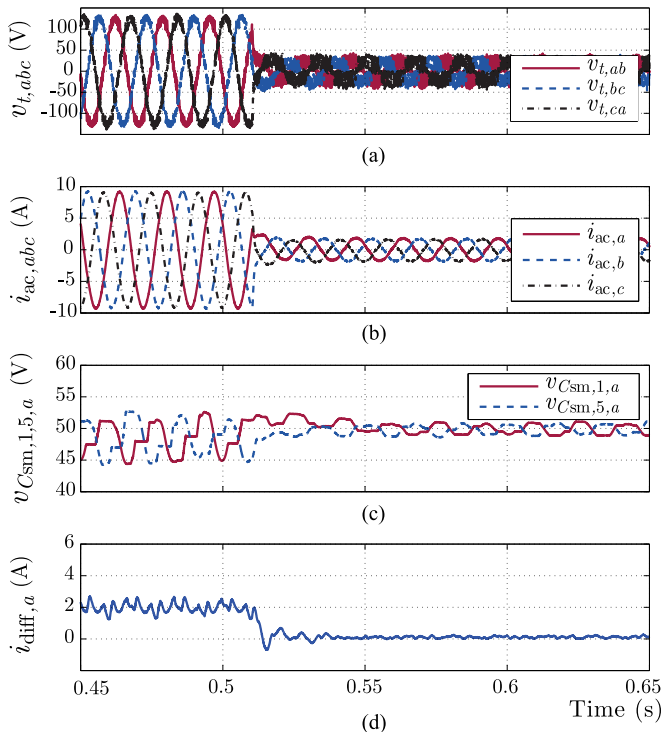 v_{t,abc} (V)
100
50
0
-50
-100
v_{t,ab}
v_{t,bc}
v_{t,ca}
(a)
i_{ac,abc} (A)
10
5
0
-5
-10
i_{ac,a}
i_{ac,b}
i_{ac,c}
(b)
v_{Csm,1,5,a} (V)
60
55
50
45
40
v_{Csm,1,a}
v_{Csm,5,a}
(c)
i_{diff,a} (A)
6
4
2
0
0.45 0.5 0.55 0.6 0.65
Time (s)
(d)